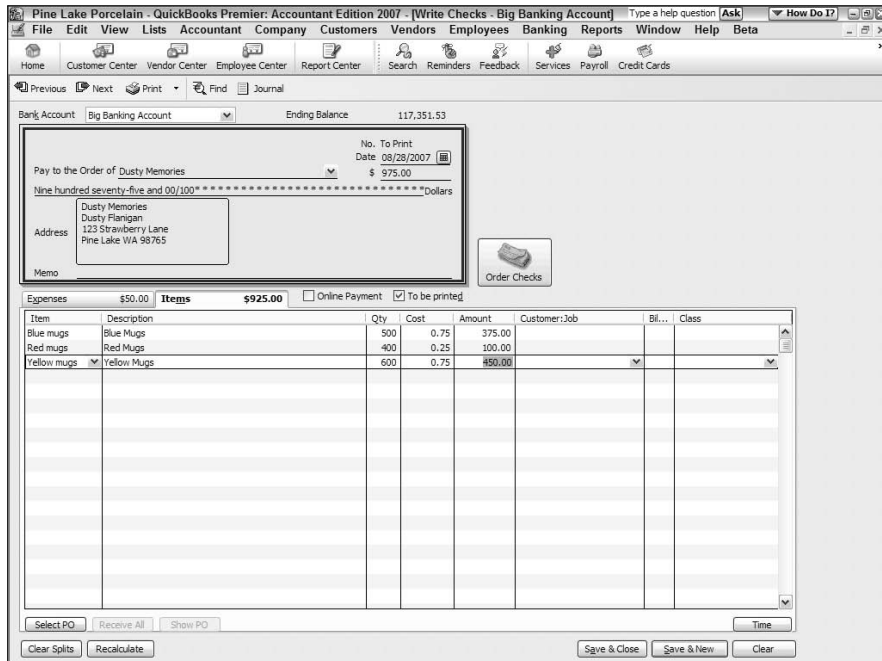 Pine Lake Porcelain - QuickBooks Premier: Accountant Edition 2007 - [Write Checks - Big Banking Account] Type a help question Ask How Do I?
File Edit View Lists Accountant Company Customers Vendors Employees Banking Reports Window Help Beta
Home Customer Center Vendor Center Employee Center Report Center Search Reminders Feedback Services Payroll Credit Cards
Previous Next Print Find Journal
Bank Account Big Banking Account Ending Balance 117,351.53
No. To Print
Date 08/28/2007
Pay to the Order of Dusty Memories $ 975.00
Nine hundred seventy-five and 00/100* * * * * * * * * * * * * * * * * * * * * * * * * * * * * * * *Dollars
Dusty Memories
Dusty Flanigan
Address 123 Strawberry Lane
Pine Lake WA 98765
Memo
Order Checks
Expenses $50.00 Items $925.00 Online Payment To be printed
Item Description Qty Cost Amount Customer:Job Bil... Class
Blue mugs Blue Mugs 500 0.75 375.00
Red mugs Red Mugs 400 0.25 100.00
Yellow mugs Yellow Mugs 600 0.75 450.00
Select PO Receive All Show PO Time
Clear Splits Recalculate Save & Close Save & New Clear